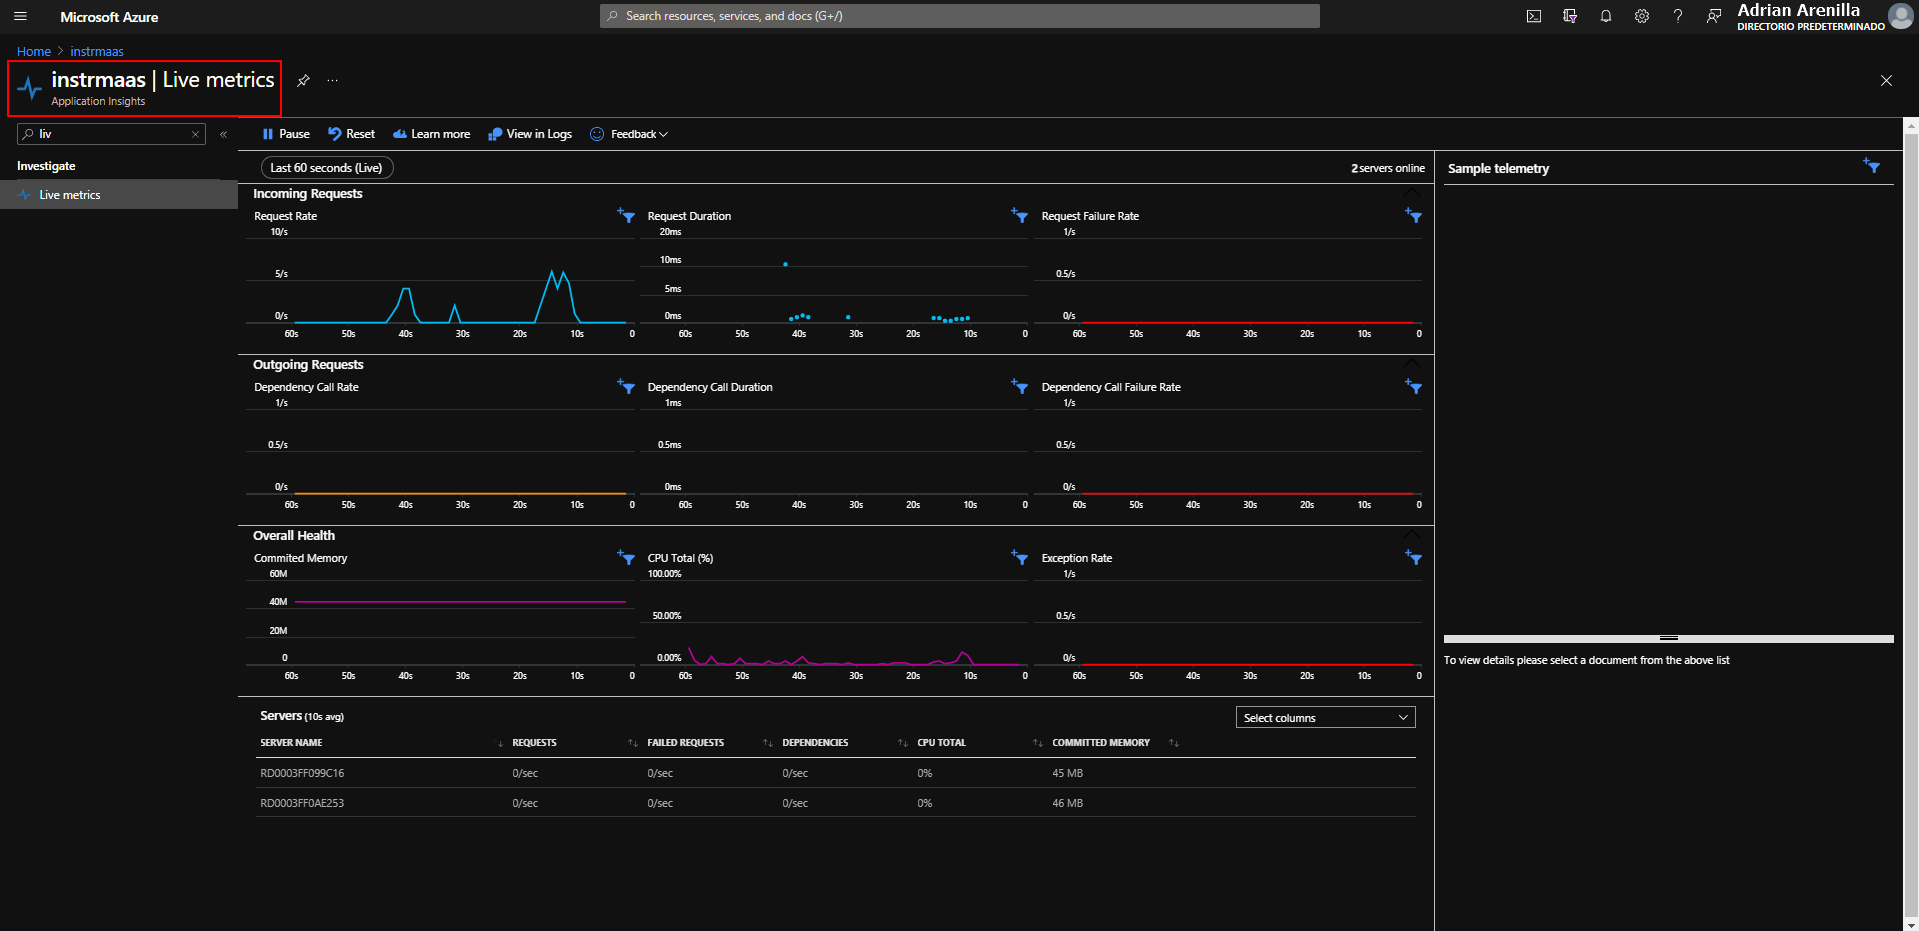 Microsoft Azure
Search resources, services, and docs (G+/)
Adrian Arenilla
DIRECTORIO PREDETERMINADO
Home > instrmaas
instrmaas | Live metrics
Application Insights
liv
Investigate
Live metrics
Pause Reset Learn more View in Logs Feedback
Last 60 seconds (Live)
2 servers online
Incoming Requests
Request Rate
10/s
5/s
0/s
60s 50s 40s 30s 20s 10s 0
Request Duration
20ms
10ms
5ms
0ms
60s 50s 40s 30s 20s 10s 0
Request Failure Rate
1/s
0.5/s
0/s
60s 50s 40s 30s 20s 10s 0
Outgoing Requests
Dependency Call Rate
1/s
0.5/s
0/s
60s 50s 40s 30s 20s 10s 0
Dependency Call Duration
1ms
0.5ms
0ms
60s 50s 40s 30s 20s 10s 0
Dependency Call Failure Rate
1/s
0.5/s
0/s
60s 50s 40s 30s 20s 10s 0
Overall Health
Commited Memory
60M
40M
20M
0
60s 50s 40s 30s 20s 10s 0
CPU Total (%)
100.00%
50.00%
0.00%
60s 50s 40s 30s 20s 10s 0
Exception Rate
1/s
0.5/s
0/s
60s 50s 40s 30s 20s 10s 0
Servers (10s avg)
Select columns
SERVER NAME REQUESTS FAILED REQUESTS DEPENDENCIES CPU TOTAL COMMITTED MEMORY
RD0003FF099C16 0/sec 0/sec 0/sec 0% 45 MB
RD0003FF0AE253 0/sec 0/sec 0/sec 0% 46 MB
Sample telemetry
To view details please select a document from the above list